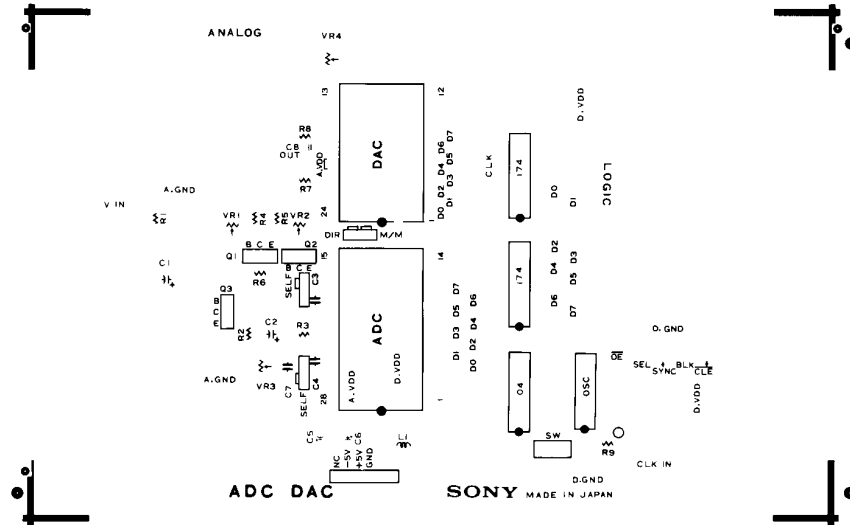 ANALOG
VR4
13
12
D.VDD
R8
C8
OUT
A.VDD
DAC
D7
D6
D5
D4
D3
D2
D1
D0
CLK
174
LOGIC
R7
A.GND
V IN
R1
VR1
R4
R5
VR2
24
1
D0
D1
DIR
M/M
B C E
Q2
Q1
15
14
B C E
C1
R6
SELF
C3
174
D2
D3
D4
D5
D6
D7
Q3
B
C
E
D7
D6
D5
D4
D3
D2
D1
D0
ADC
C2
R2
R3
D.GND
OE
SEL
SYNC
BLK
CLE
A.GND
VR3
C7
C4
SELF
A.VDD
D.VDD
04
OSC
D.VDD
28
1
C5
C6
L1
SW
R9
NC
-5V
+5V
GND
CLK IN
D.GND
ADC DAC
SONY MADE IN JAPAN